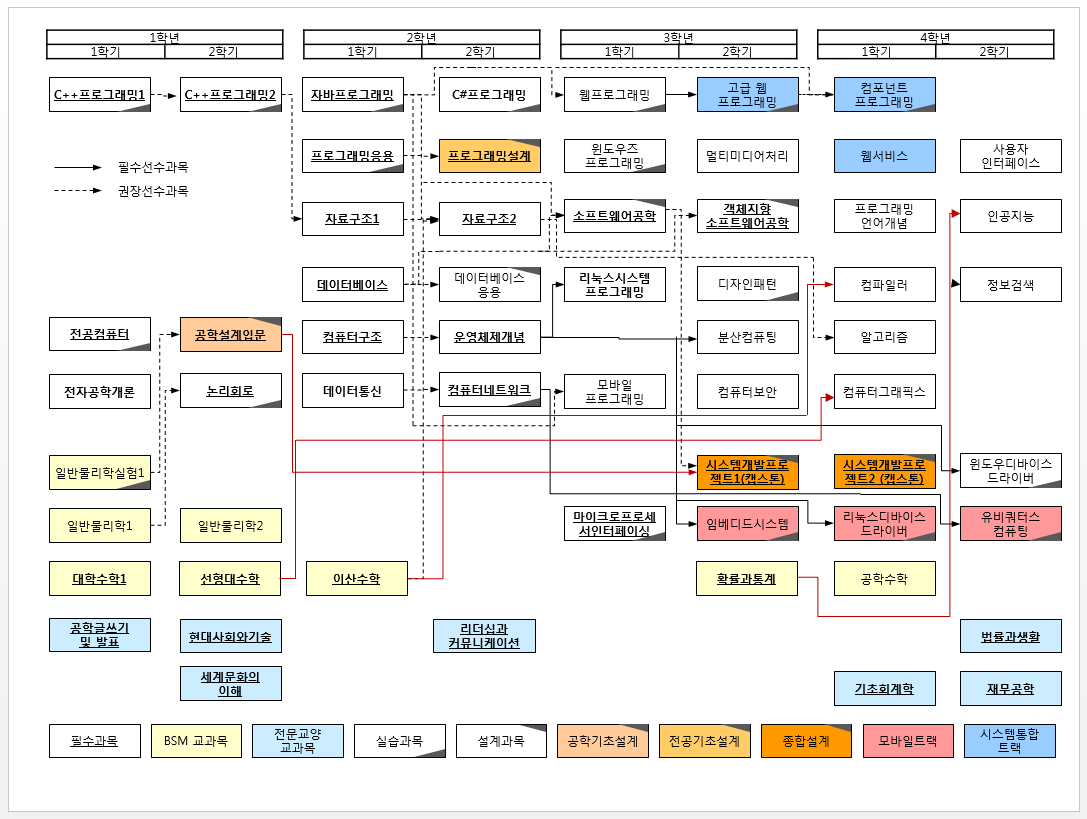 1학년
2학년
3학년
4학년
1학기
2학기
1학기
2학기
1학기
2학기
1학기
2학기
C++프로그래밍1
C++프로그래밍2
자바프로그래밍
C#프로그래밍
웹프로그래밍
고급 웹
프로그래밍
컴포넌트
프로그래밍
필수선수과목
권장선수과목
프로그래밍응용
프로그래밍설계
윈도우즈
프로그래밍
멀티미디어처리
웹서비스
사용자
인터페이스
자료구조1
자료구조2
소프트웨어공학
객체지향
소프트웨어공학
프로그래밍
언어개념
인공지능
데이터베이스
데이터베이스
응용
리눅스시스템
프로그래밍
디자인패턴
컴파일러
정보검색
전공컴퓨터
공학설계입문
컴퓨터구조
운영체제개념
분산컴퓨팅
알고리즘
전자공학개론
논리회로
데이터통신
컴퓨터네트워크
모바일
프로그래밍
컴퓨터보안
컴퓨터그래픽스
일반물리학실험1
시스템개발프로
젝트1(캡스톤)
시스템개발프로
젝트2 (캡스톤)
윈도우디바이스
드라이버
일반물리학1
일반물리학2
마이크로프로세
서인터페이싱
임베디드시스템
리눅스디바이스
드라이버
유비쿼터스
컴퓨팅
대학수학1
선형대수학
이산수학
확률과통계
공학수학
공학글쓰기
및 발표
현대사회와기술
리더십과
커뮤니케이션
법률과생활
세계문화의
이해
기초회계학
재무공학
필수과목
BSM 교과목
전문교양
교과목
실습과목
설계과목
공학기초설계
전공기초설계
종합설계
모바일트랙
시스템통합
트랙